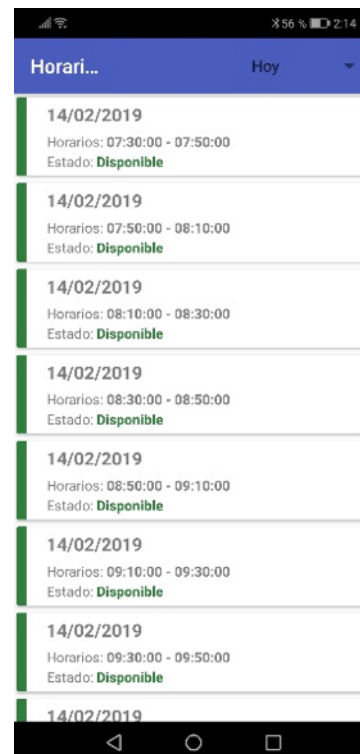 56 % 2:14
Horari... Hoy
14/02/2019
Horarios: 07:30:00 - 07:50:00
Estado: Disponible
14/02/2019
Horarios: 07:50:00 - 08:10:00
Estado: Disponible
14/02/2019
Horarios: 08:10:00 - 08:30:00
Estado: Disponible
14/02/2019
Horarios: 08:30:00 - 08:50:00
Estado: Disponible
14/02/2019
Horarios: 08:50:00 - 09:10:00
Estado: Disponible
14/02/2019
Horarios: 09:10:00 - 09:30:00
Estado: Disponible
14/02/2019
Horarios: 09:30:00 - 09:50:00
Estado: Disponible
14/02/2019